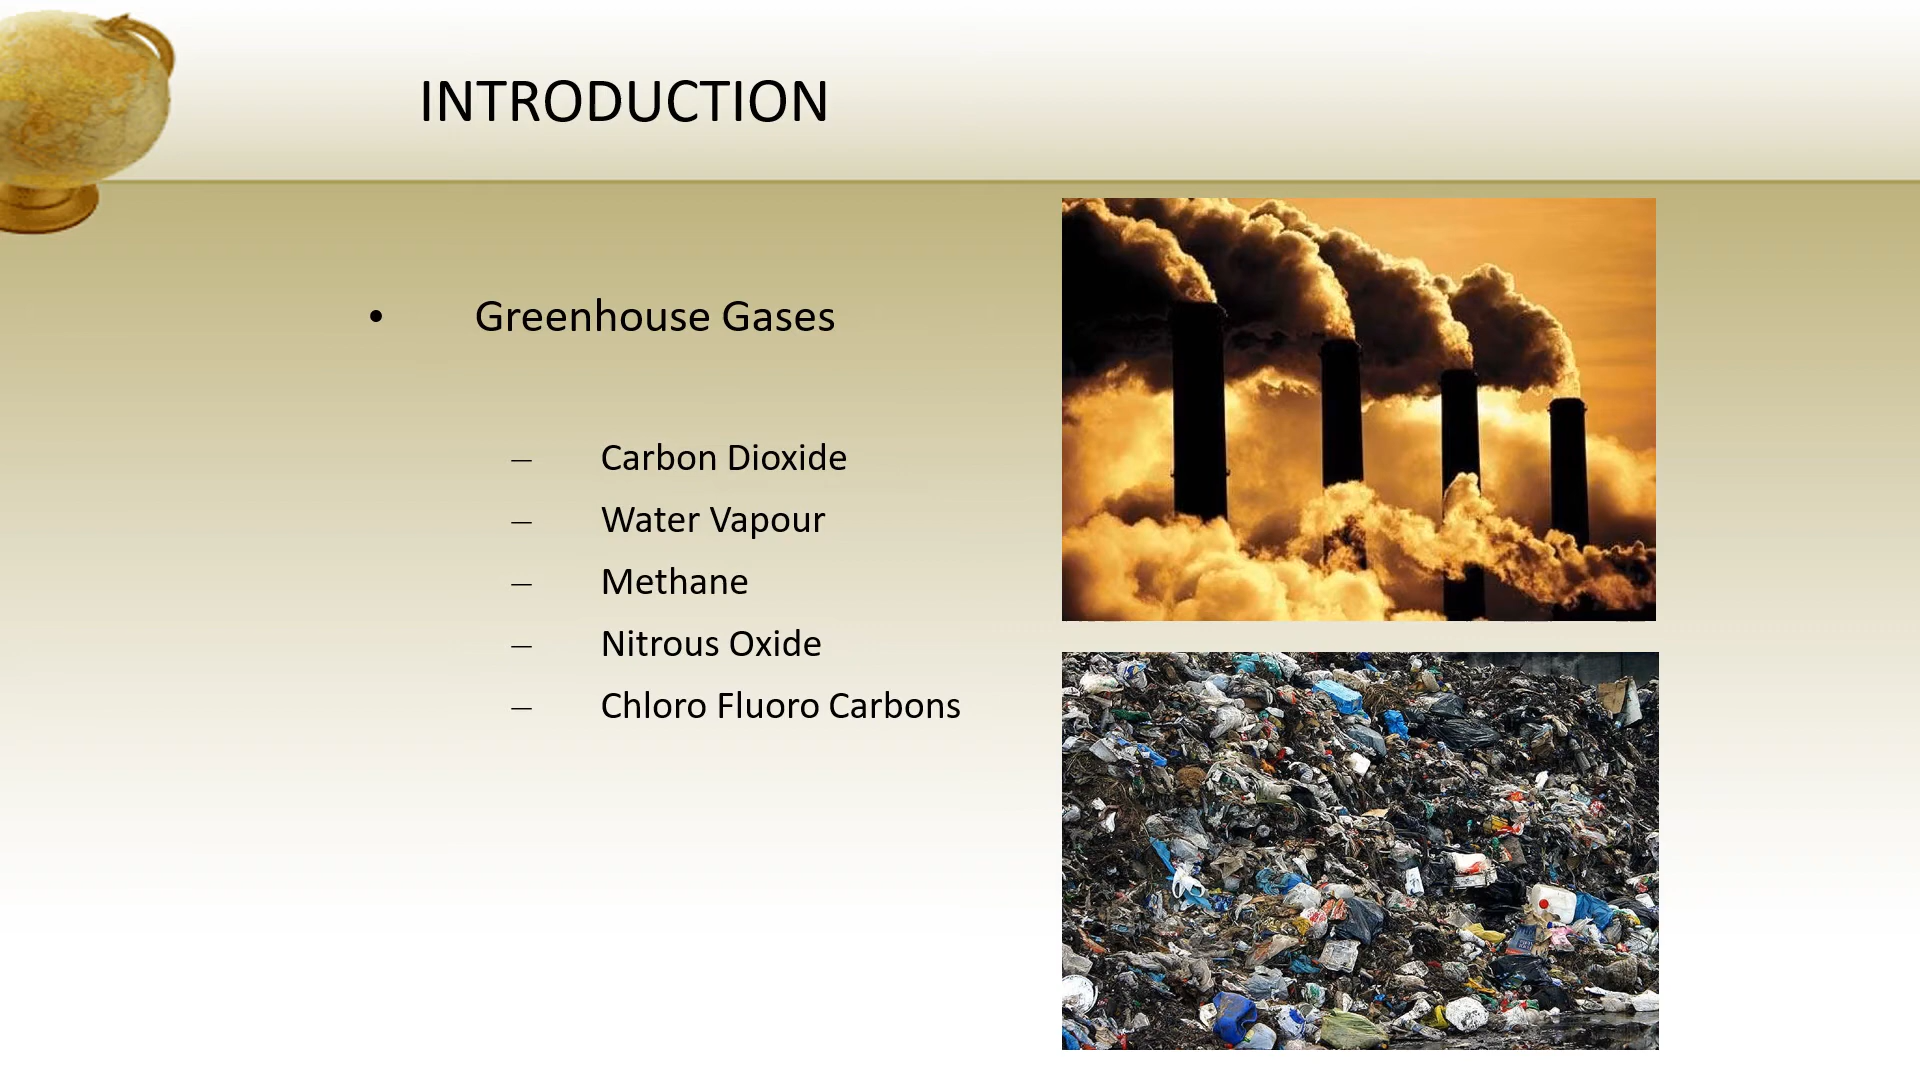 INTRODUCTION
• Greenhouse Gases
– Carbon Dioxide
– Water Vapour
– Methane
– Nitrous Oxide
– Chloro Fluoro Carbons